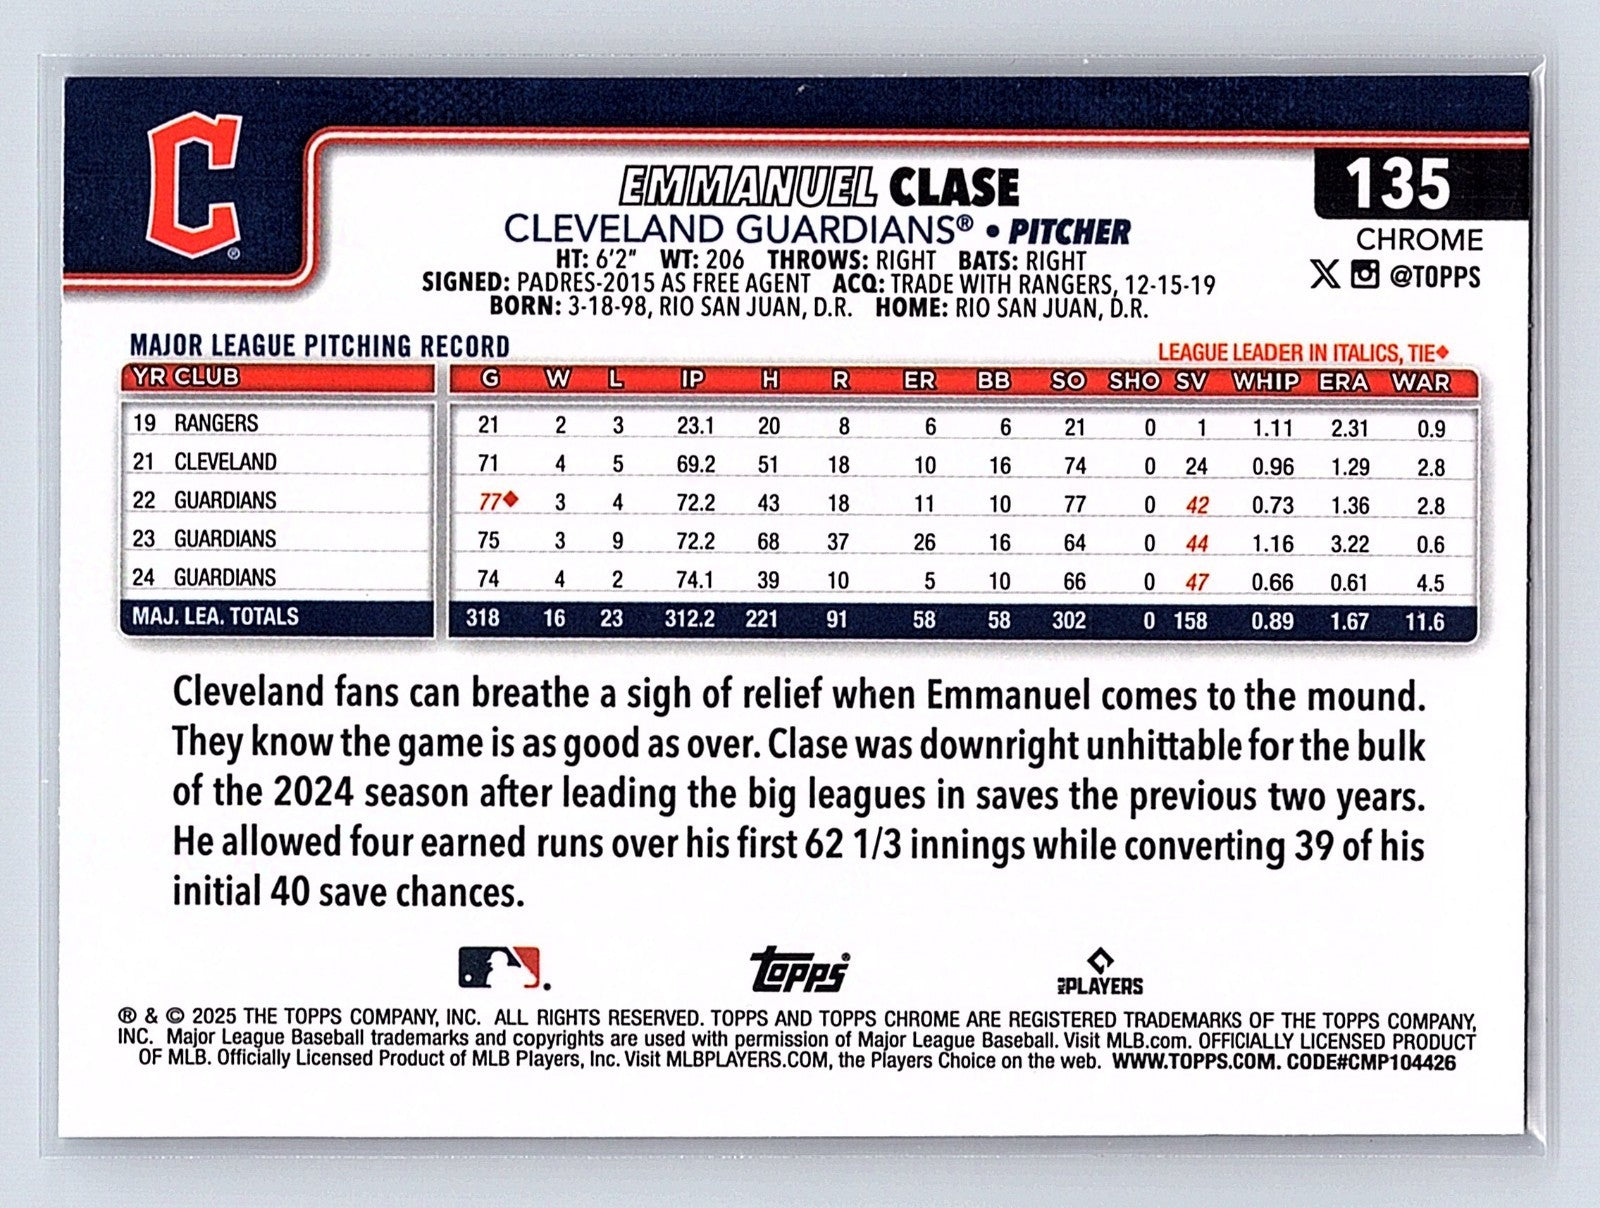 C
®
EMMANUEL CLASE
135
CLEVELAND GUARDIANS® • PITCHER
CHROME
HT: 6'2" WT: 206 THROWS: RIGHT BATS: RIGHT
X @TOPPS
SIGNED: PADRES-2015 AS FREE AGENT ACQ: TRADE WITH RANGERS, 12-15-19
BORN: 3-18-98, RIO SAN JUAN, D.R. HOME: RIO SAN JUAN, D.R.
MAJOR LEAGUE PITCHING RECORD
LEAGUE LEADER IN ITALICS, TIE◆
YR CLUB G W L IP H R ER BB SO SHO SV WHIP ERA WAR
19 RANGERS 21 2 3 23.1 20 8 6 6 21 0 1 1.11 2.31 0.9
21 CLEVELAND 71 4 5 69.2 51 18 10 16 74 0 24 0.96 1.29 2.8
22 GUARDIANS 77◆ 3 4 72.2 43 18 11 10 77 0 42 0.73 1.36 2.8
23 GUARDIANS 75 3 9 72.2 68 37 26 16 64 0 44 1.16 3.22 0.6
24 GUARDIANS 74 4 2 74.1 39 10 5 10 66 0 47 0.66 0.61 4.5
MAJ. LEA. TOTALS 318 16 23 312.2 221 91 58 58 302 0 158 0.89 1.67 11.6
Cleveland fans can breathe a sigh of relief when Emmanuel comes to the mound.
They know the game is as good as over. Clase was downright unhittable for the bulk
of the 2024 season after leading the big leagues in saves the previous two years.
He allowed four earned runs over his first 62 1/3 innings while converting 39 of his
initial 40 save chances.
Topps®
MLB PLAYERS
® & © 2025 THE TOPPS COMPANY, INC. ALL RIGHTS RESERVED. TOPPS AND TOPPS CHROME ARE REGISTERED TRADEMARKS OF THE TOPPS COMPANY,
INC. Major League Baseball trademarks and copyrights are used with permission of Major League Baseball. Visit MLB.com. OFFICIALLY LICENSED PRODUCT
OF MLB. Officially Licensed Product of MLB Players, Inc. Visit MLBPLAYERS.COM, the Players Choice on the web. WWW.TOPPS.COM. CODE#CMP104426